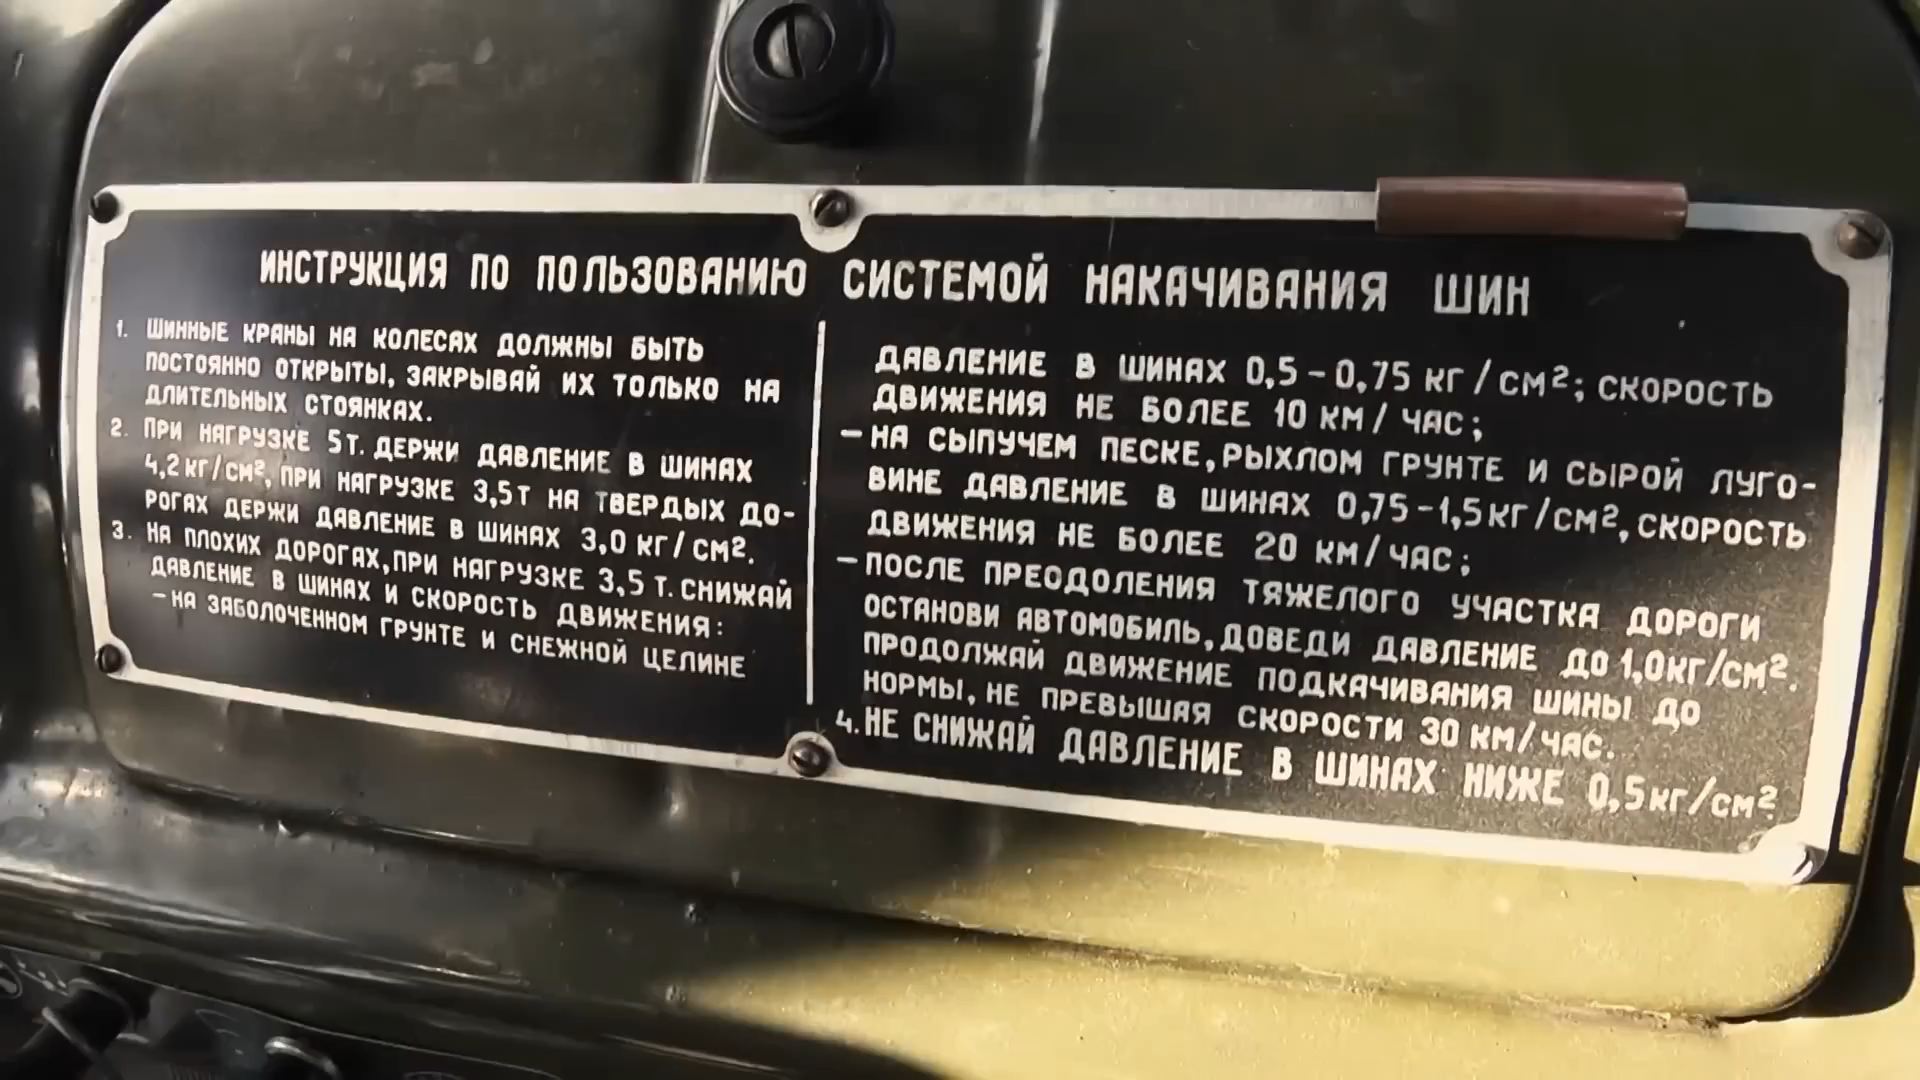 ИНСТРУКЦИЯ ПО ПОЛЬЗОВАНИЮ СИСТЕМОЙ НАКАЧИВАНИЯ ШИН
1. ШИННЫЕ КРАНЫ НА КОЛЕСАХ ДОЛЖНЫ БЫТЬ
ПОСТОЯННО ОТКРЫТЫ, ЗАКРЫВАЙ ИХ ТОЛЬКО НА
ДЛИТЕЛЬНЫХ СТОЯНКАХ.
2. ПРИ НАГРУЗКЕ 5Т. ДЕРЖИ ДАВЛЕНИЕ В ШИНАХ
4,2 КГ/СМ², ПРИ НАГРУЗКЕ 3,5Т НА ТВЕРДЫХ ДО-
РОГАХ ДЕРЖИ ДАВЛЕНИЕ В ШИНАХ 3,0 КГ/СМ².
3. НА ПЛОХИХ ДОРОГАХ, ПРИ НАГРУЗКЕ 3,5 Т. СНИЖАЙ
ДАВЛЕНИЕ В ШИНАХ И СКОРОСТЬ ДВИЖЕНИЯ:
– НА ЗАБОЛОЧЕННОМ ГРУНТЕ И СНЕЖНОЙ ЦЕЛИНЕ
ДАВЛЕНИЕ В ШИНАХ 0,5 – 0,75 КГ/СМ²; СКОРОСТЬ
ДВИЖЕНИЯ НЕ БОЛЕЕ 10 КМ/ЧАС;
– НА СЫПУЧЕМ ПЕСКЕ, РЫХЛОМ ГРУНТЕ И СЫРОЙ ЛУГО-
ВИНЕ ДАВЛЕНИЕ В ШИНАХ 0,75-1,5КГ/СМ², СКОРОСТЬ
ДВИЖЕНИЯ НЕ БОЛЕЕ 20 КМ/ЧАС;
– ПОСЛЕ ПРЕОДОЛЕНИЯ ТЯЖЕЛОГО УЧАСТКА ДОРОГИ
ОСТАНОВИ АВТОМОБИЛЬ, ДОВЕДИ ДАВЛЕНИЕ ДО 1,0КГ/СМ².
ПРОДОЛЖАЙ ДВИЖЕНИЕ ПОДКАЧИВАНИЯ ШИНЫ ДО
НОРМЫ, НЕ ПРЕВЫШАЯ СКОРОСТИ 30 КМ/ЧАС.
4. НЕ СНИЖАЙ ДАВЛЕНИЕ В ШИНАХ НИЖЕ 0,5КГ/СМ².